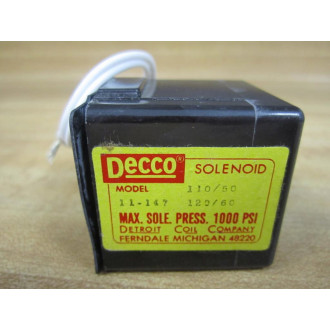 Decco® SOLENOID
MODEL 110/50
11-147 120/60
MAX. SOLE. PRESS. 1000 PSI
DETROIT COIL COMPANY
FERNDALE MICHIGAN 48220